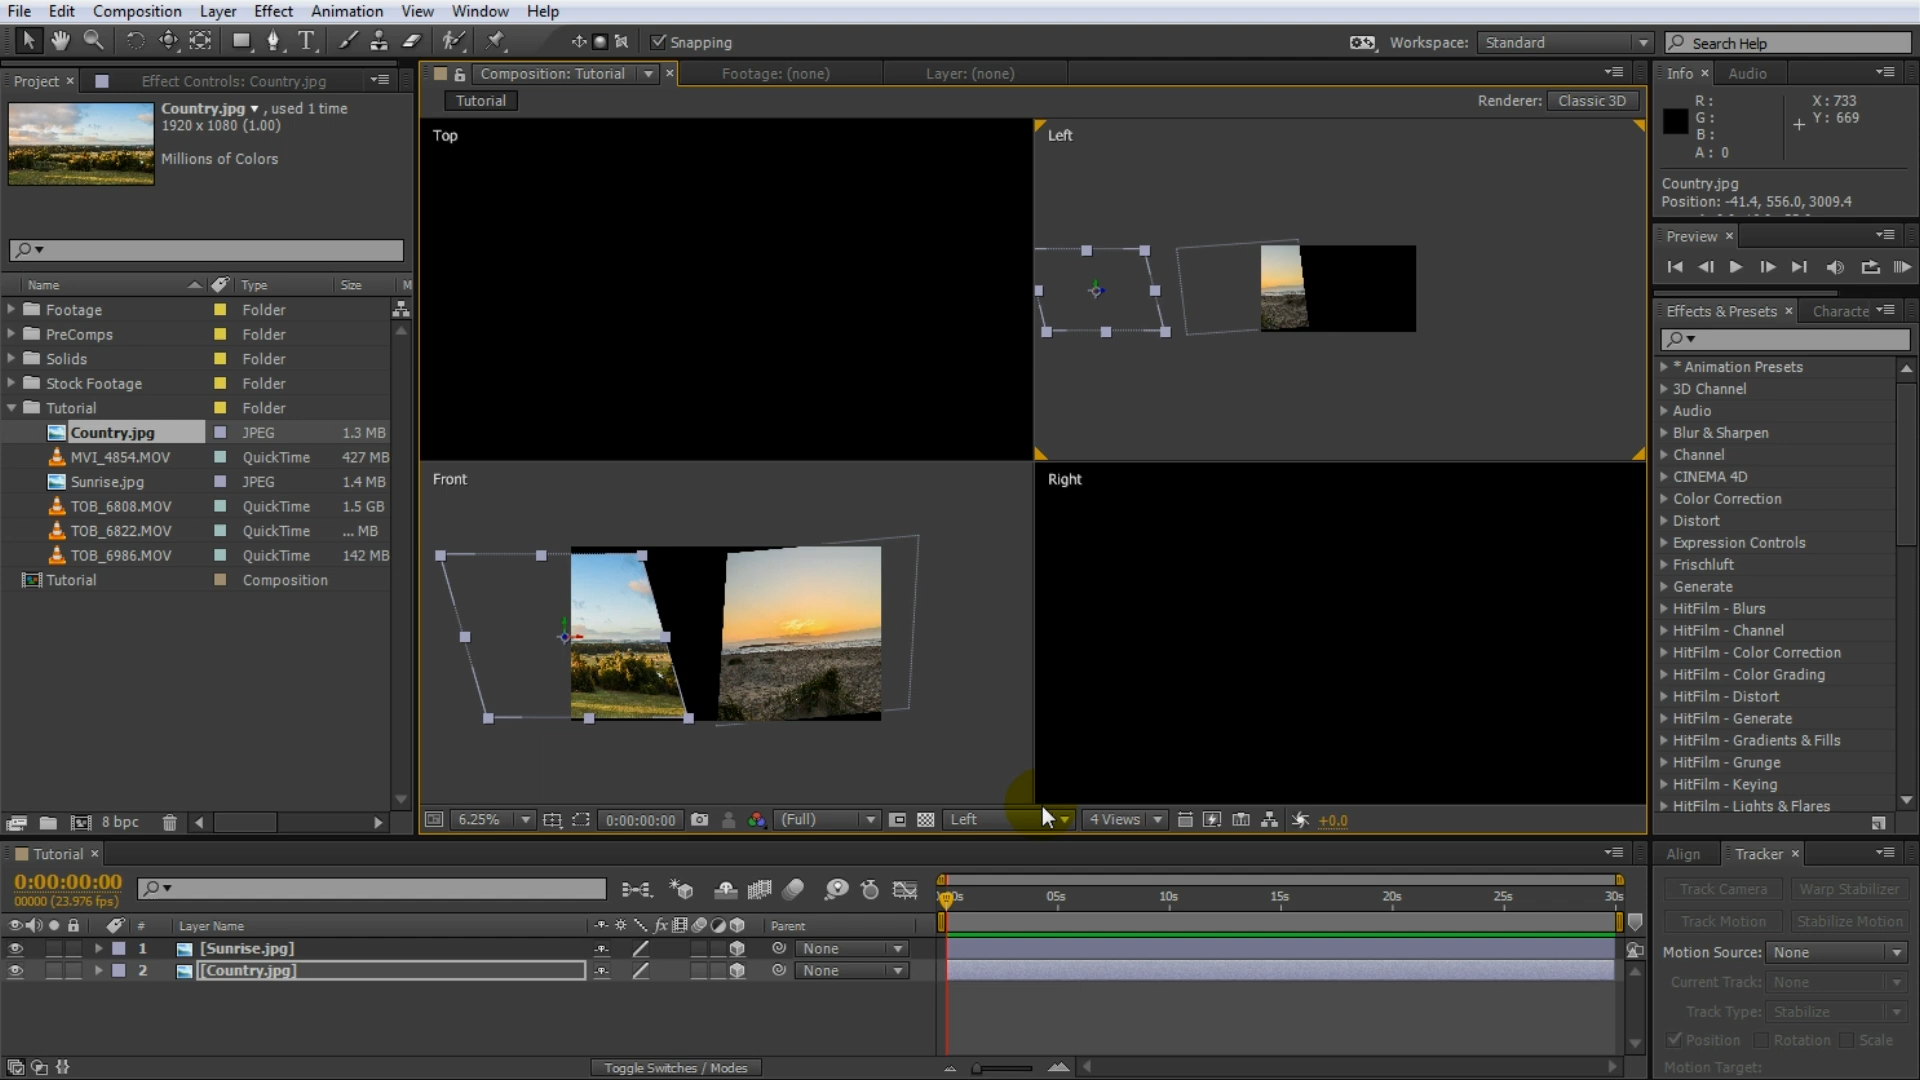 File Edit Composition Layer Effect Animation View Window Help
Snapping Workspace: Standard Search Help
Project × Effect Controls: Country.jpg
Country.jpg ▾ , used 1 time
1920 x 1080 (1.00)
Millions of Colors
Name Type Size M
Footage Folder
PreComps Folder
Solids Folder
Stock Footage Folder
Tutorial Folder
Country.jpg JPEG 1.3 MB
MVI_4854.MOV QuickTime 427 MB
Sunrise.jpg JPEG 1.4 MB
TOB_6808.MOV QuickTime 1.5 GB
TOB_6822.MOV QuickTime ... MB
TOB_6986.MOV QuickTime 142 MB
Tutorial Composition
8 bpc
Composition: Tutorial × Footage: (none) Layer: (none)
Tutorial Renderer: Classic 3D
Top Left
Front Right
6.25% 0:00:00:00 (Full) Left 4 Views +0.0
Info × Audio
R: X: 733
G: Y: 669
B:
A: 0
Country.jpg
Position: -41.4, 556.0, 3009.4
Preview ×
Effects & Presets × Characte
* Animation Presets
3D Channel
Audio
Blur & Sharpen
Channel
CINEMA 4D
Color Correction
Distort
Expression Controls
Frischluft
Generate
HitFilm - Blurs
HitFilm - Channel
HitFilm - Color Correction
HitFilm - Color Grading
HitFilm - Distort
HitFilm - Generate
HitFilm - Gradients & Fills
HitFilm - Grunge
HitFilm - Keying
HitFilm - Lights & Flares
Tutorial ×
0:00:00:00
00000 (23.976 fps)
0s 05s 10s 15s 20s 25s 30s
# Layer Name fx Parent
1 [Sunrise.jpg] None
2 [Country.jpg] None
Toggle Switches / Modes
Align Tracker ×
Track Camera Warp Stabilizer
Track Motion Stabilize Motion
Motion Source: None
Current Track: None
Track Type: Stabilize
Position Rotation Scale
Motion Target: